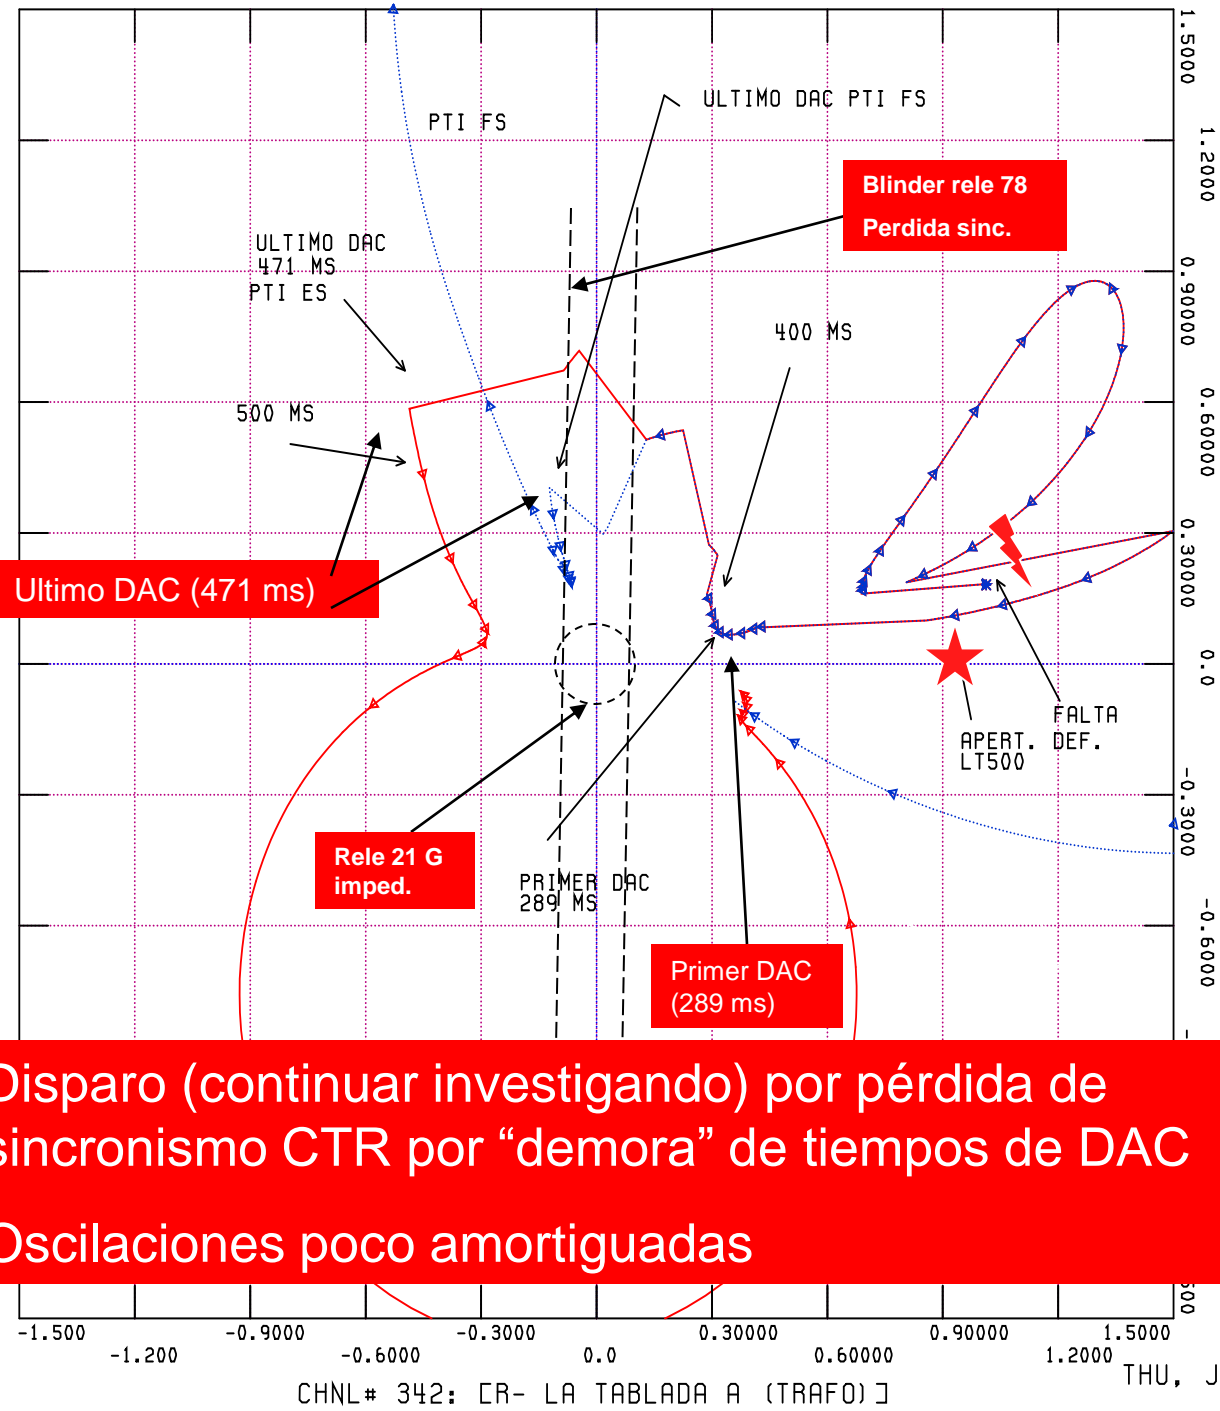 1.5000
ULTIMO DAC PTI FS
PTI FS
1.2000
Blinder rele 78
Perdida sinc.
ULTIMO DAC
471 MS
PTI ES
0.90000
400 MS
500 MS
0.60000
0.30000
Ultimo DAC (471 ms)
0.0
FALTA
APERT. DEF.
LT500
-0.3000
Rele 21 G
imped.
PRIMER DAC
289 MS
-0.6000
Primer DAC
(289 ms)
Disparo (continuar investigando) por pérdida de
sincronismo CTR por “demora” de tiempos de DAC
Oscilaciones poco amortiguadas
-1.500 -0.9000 -0.3000 0.30000 0.90000 1.5000
-1.200 -0.6000 0.0 0.60000 1.2000
THU, J
CHNL# 342: [R- LA TABLADA A (TRAFO)]